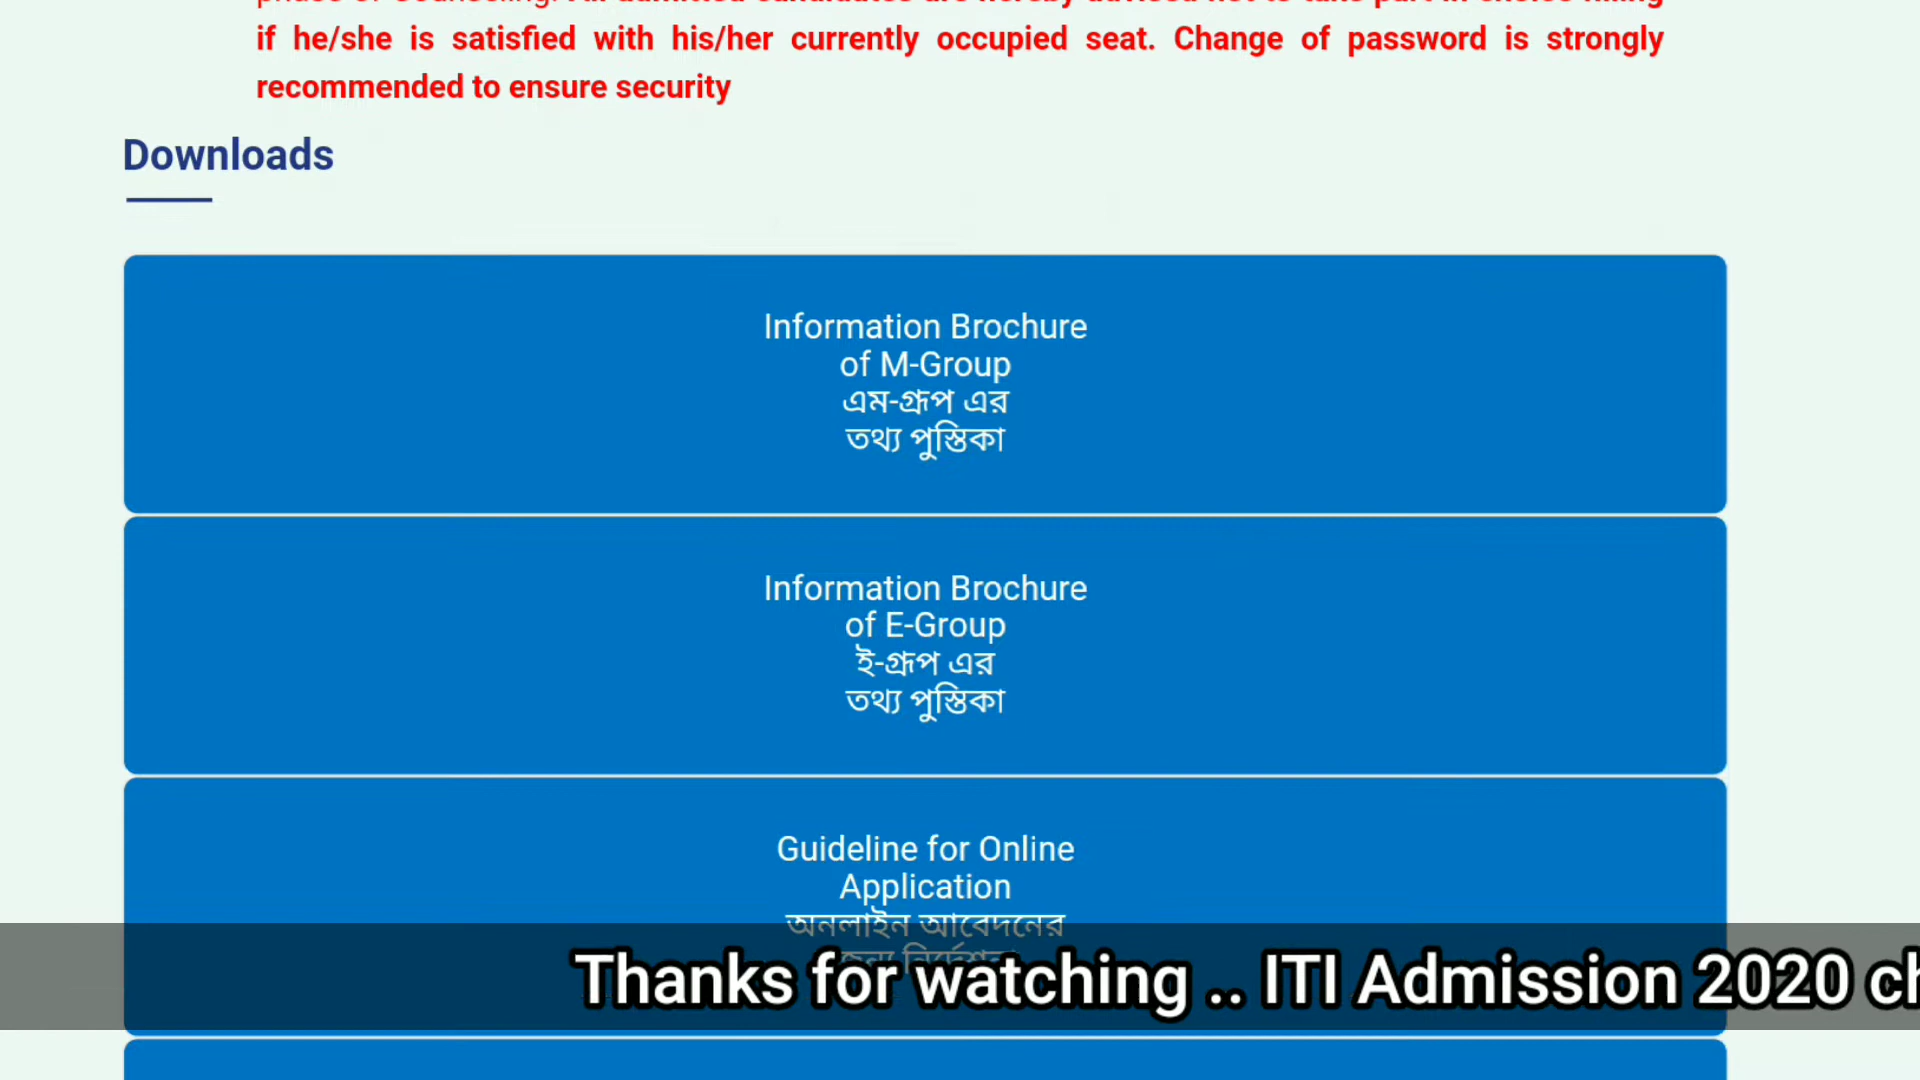 if he/she is satisfied with his/her currently occupied seat. Change of password is strongly
recommended to ensure security
Downloads
Information Brochure
of M-Group
এম-গ্রূপ এর
তথ্য পুস্তিকা
Information Brochure
of E-Group
ই-গ্রূপ এর
তথ্য পুস্তিকা
Guideline for Online
Application
অনলাইন আবেদনের
Thanks for watching .. ITI Admission 2020 ch